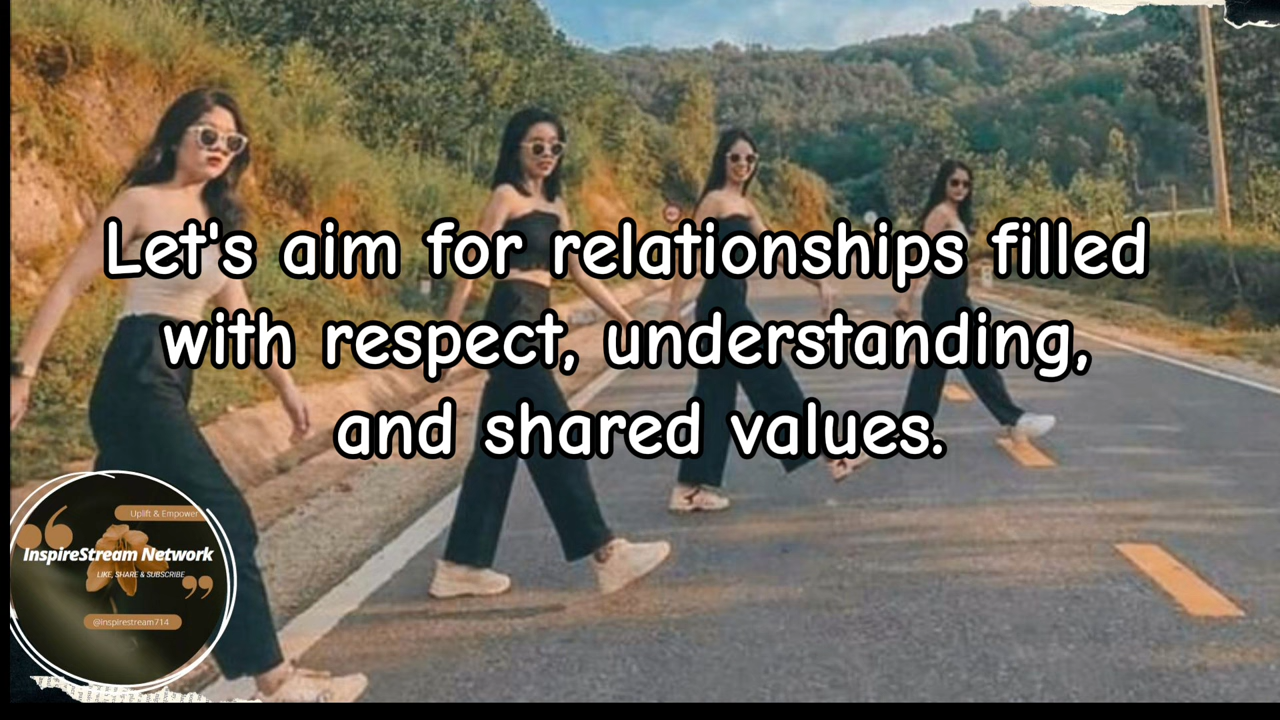 Let's aim for relationships filled
with respect, understanding,
and shared values.
Uplift & Empower
InspireStream Network
LIKE, SHARE & SUBSCRIBE
@inspirestream714